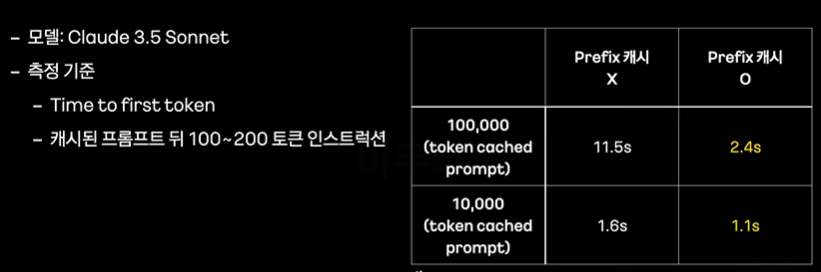 – 모델: Claude 3.5 Sonnet
– 측정 기준
– Time to first token
– 캐시된 프롬프트 뒤 100~200 토큰 인스트럭션
Prefix 캐시
X
Prefix 캐시
O
100,000
(token cached
prompt)
11.5s
2.4s
10,000
(token cached
prompt)
1.6s
1.1s